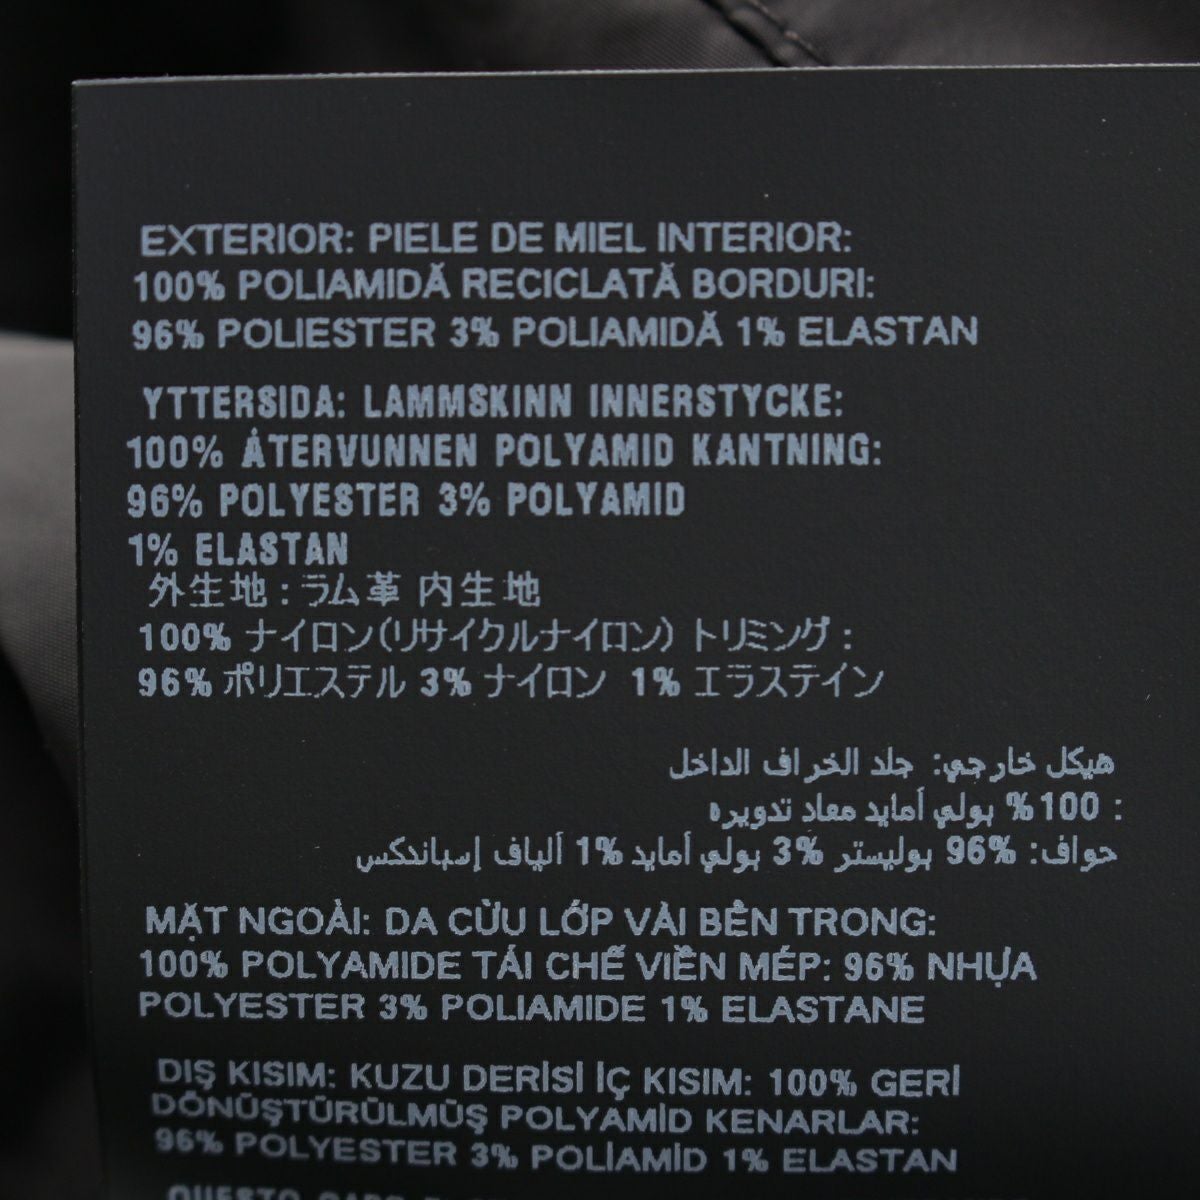 EXTERIOR: PIELE DE MIEL INTERIOR:
100% POLIAMIDĂ RECICLATĂ BORDURI:
96% POLIESTER 3% POLIAMIDĂ 1% ELASTAN
YTTERSIDA: LAMMSKINN INNERSTYCKE:
100% ÅTERVUNNEN POLYAMID KANTNING:
96% POLYESTER 3% POLYAMID
1% ELASTAN
外生地:ラム革 内生地
100% ナイロン(リサイクルナイロン) トリミング:
96% ポリエステル 3% ナイロン 1% エラステイン
هيكل خارجي: جلد الخراف الداخل
: 100% بولي أمايد معاد تدويره
حواف: 96% بوليستر 3% بولي أمايد 1% ألياف إسباندكس
MẶT NGOÀI: DA CỪU LỚP VẢI BÊN TRONG:
100% POLYAMIDE TÁI CHẾ VIỀN MÉP: 96% NHỰA
POLYESTER 3% POLIAMIDE 1% ELASTANE
DIŞ KISIM: KUZU DERİSİ İÇ KISIM: 100% GERİ
DÖNÜŞTÜRÜLMÜŞ POLYAMİD KENARLAR:
96% POLYESTER 3% POLİAMİD 1% ELASTAN
QUESTO CAPO